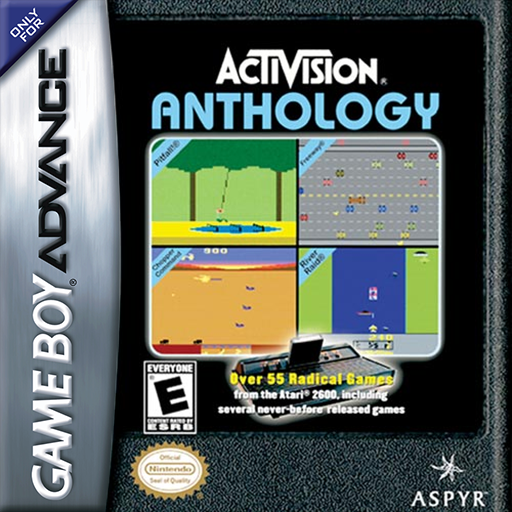 ONLY
FOR
GAME BOY ADVANCE
ACTIVISION®
ANTHOLOGY
Pitfall!®
Freeway®
Chopper
Command
900
River
Raid®
Over 55 Radical Games
from the Atari® 2600, including
several never-before released games
EVERYONE
E
CONTENT RATED BY
ESRB
Official
Nintendo
Seal of Quality
ASPYR